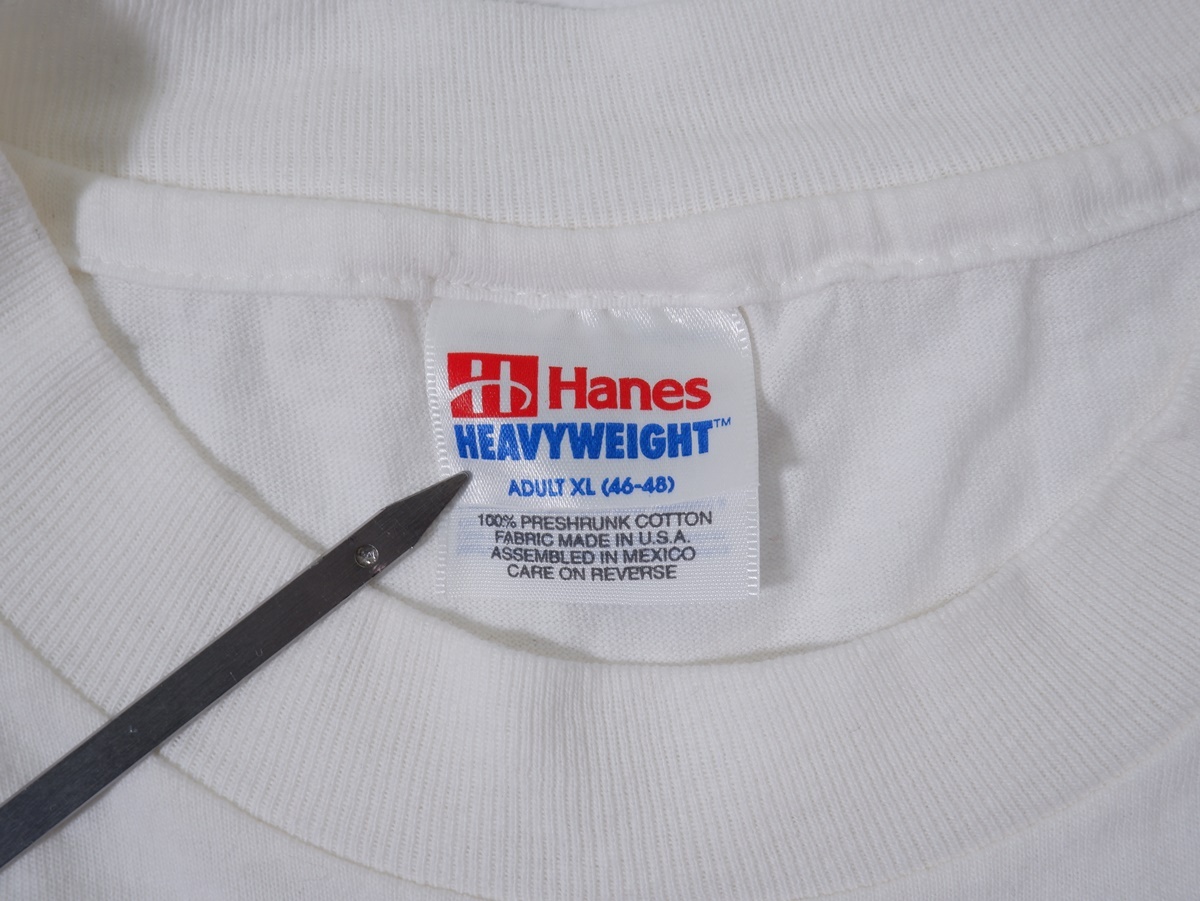 H Hanes
HEAVYWEIGHT™
ADULT XL (46-48)
100% PRESHRUNK COTTON
FABRIC MADE IN U.S.A.
ASSEMBLED IN MEXICO
CARE ON REVERSE